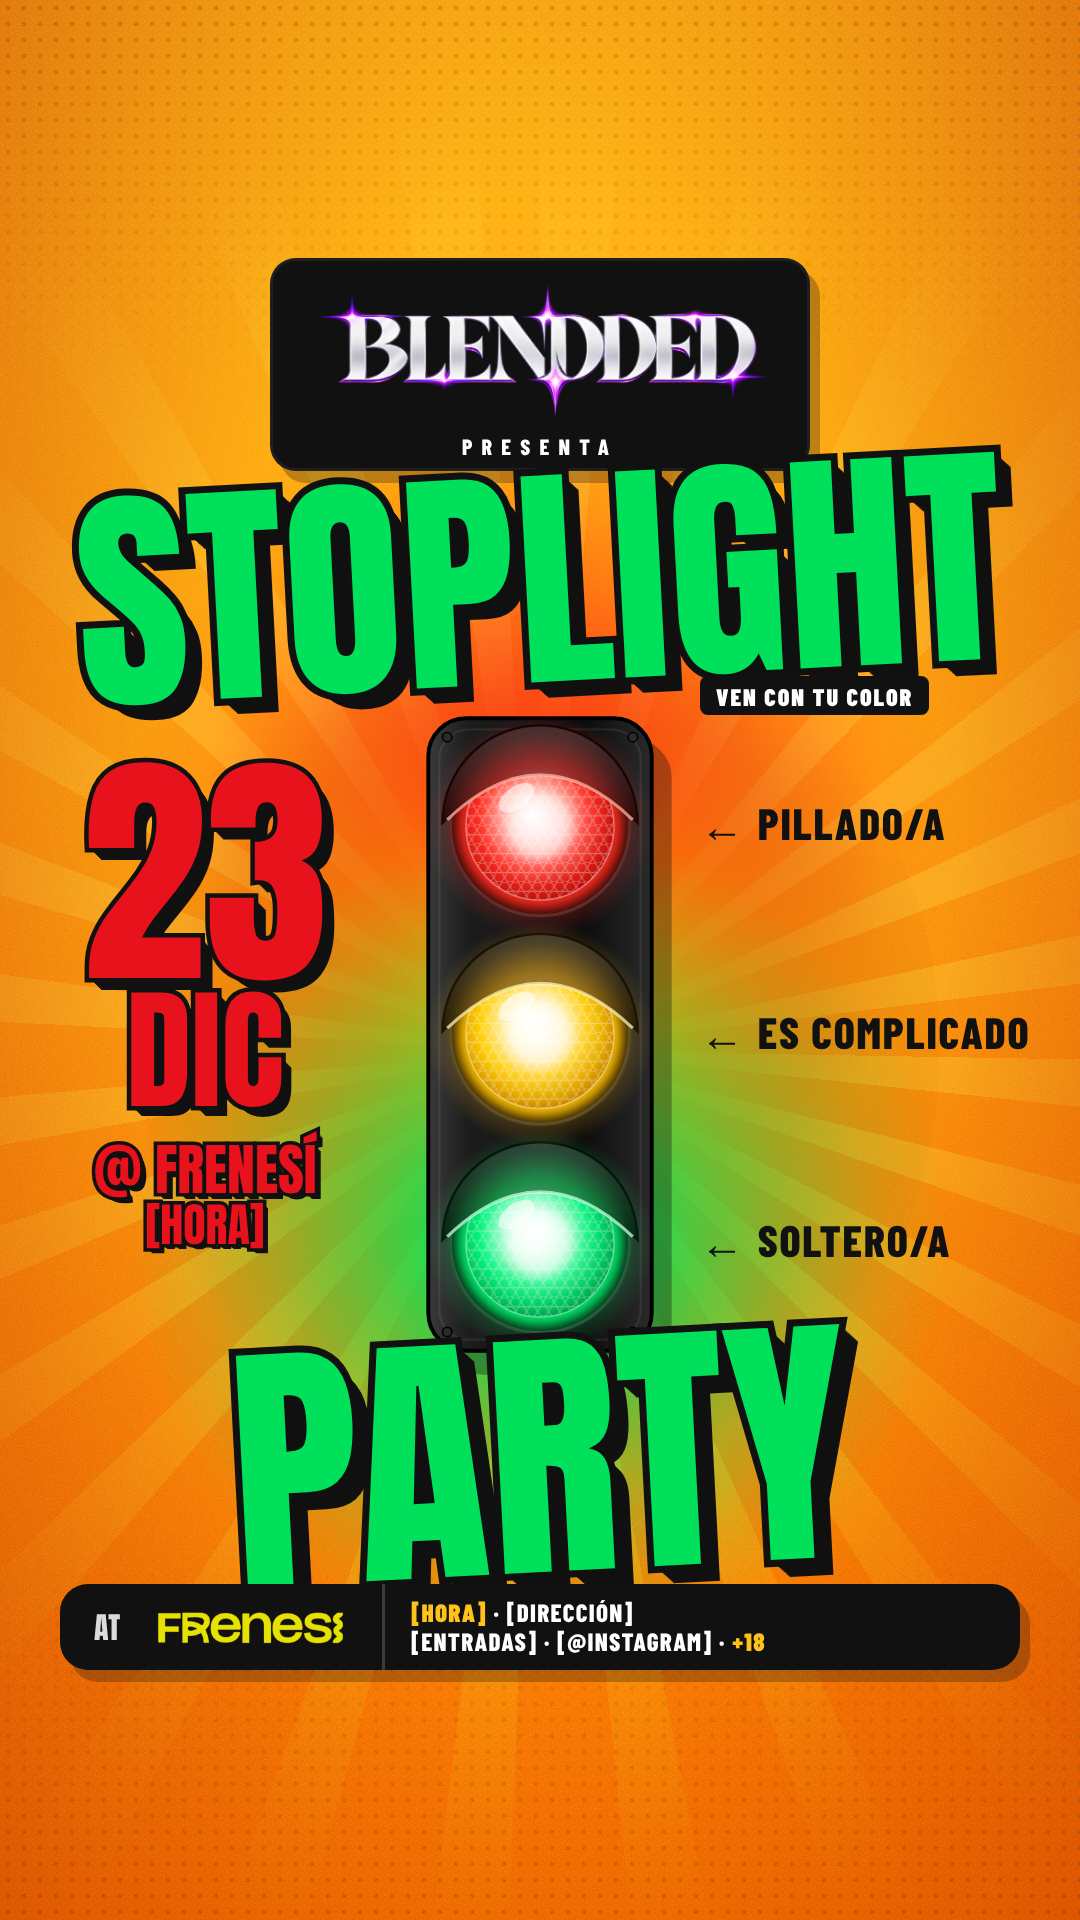 BLENDDED
PRESENTA
STOPLIGHT
VEN CON TU COLOR
23
DIC
@ FRENESÍ
[HORA]
← PILLADO/A
← ES COMPLICADO
← SOLTERO/A
PARTY
AT FRenesí
[HORA] · [DIRECCIÓN]
[ENTRADAS] · [@INSTAGRAM] · +18